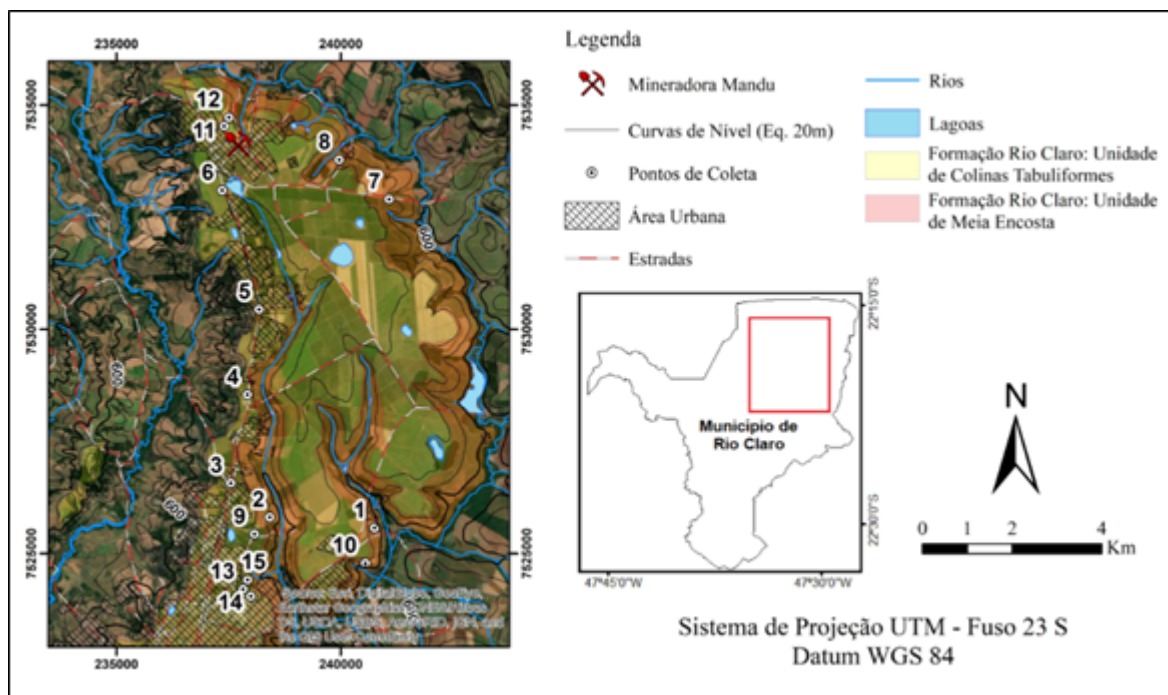 235000
240000
7535000
7535000
12
11
8
6
7
600
5
7530000
7530000
4
600
3
600
2
9
1
10
7525000
7525000
15
13
14
235000
240000
Legenda
Mineradora Mandu
Curvas de Nível (Eq. 20m)
Pontos de Coleta
Área Urbana
Estradas
Rios
Lagoas
Formação Rio Claro: Unidade
de Colinas Tabuliformes
Formação Rio Claro: Unidade
de Meia Encosta
22°15'0"S
Município de
Rio Claro
22°30'0"S
47°45'0"W
47°30'0"W
N
0 1 2 4
Km
Sistema de Projeção UTM - Fuso 23 S
Datum WGS 84